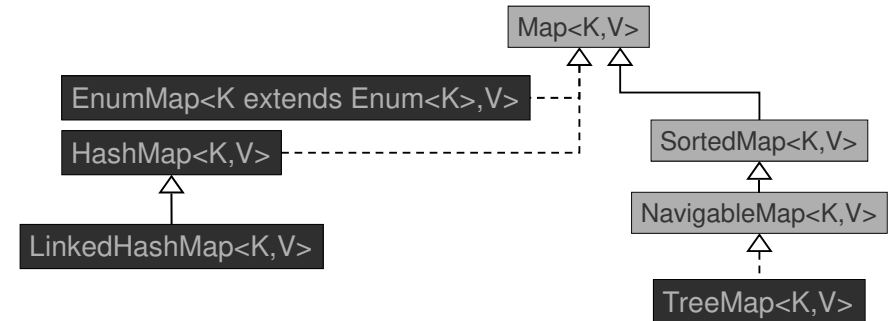 Map<K,V>
EnumMap<K extends Enum<K>,V>
HashMap<K,V>
SortedMap<K,V>
NavigableMap<K,V>
LinkedHashMap<K,V>
TreeMap<K,V>